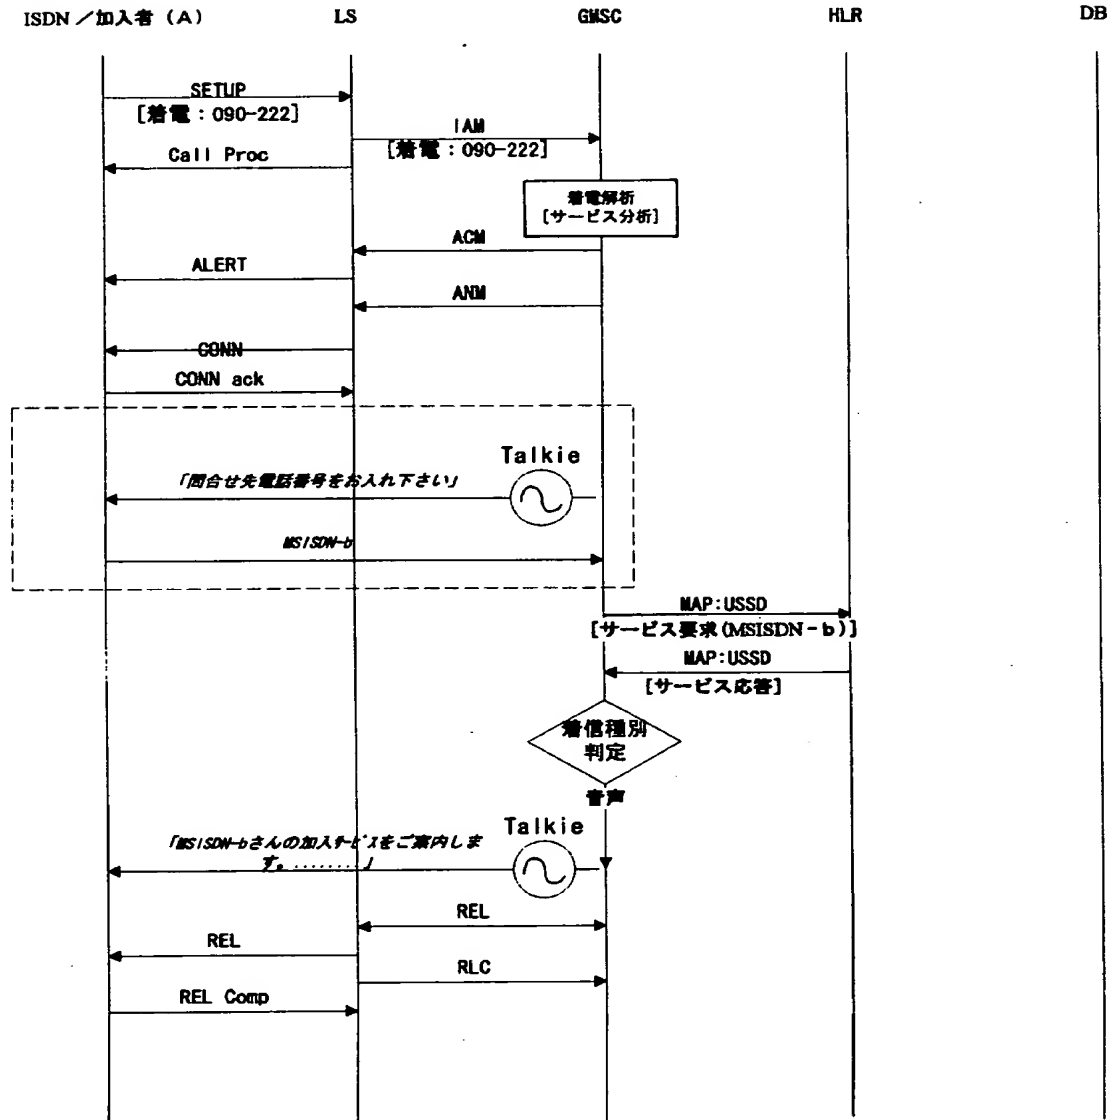 ISDN／加入者（A） LS GMSC HLR DB
SETUP
[着電：090-222]
IAM
[着電：090-222]
Call Proc
着電解析
[サービス分析]
ACM
ALERT
ANM
CONN
CONN ack
Talkie
「問合せ先電話番号をお入れ下さい」
MSISDN-b
MAP:USSD
[サービス要求(MSISDN-b)]
MAP:USSD
[サービス応答]
着信種別
判定
音声
Talkie
「MSISDN-bさんの加入サービスをご案内しま
す。........」
REL
REL
RLC
REL Comp